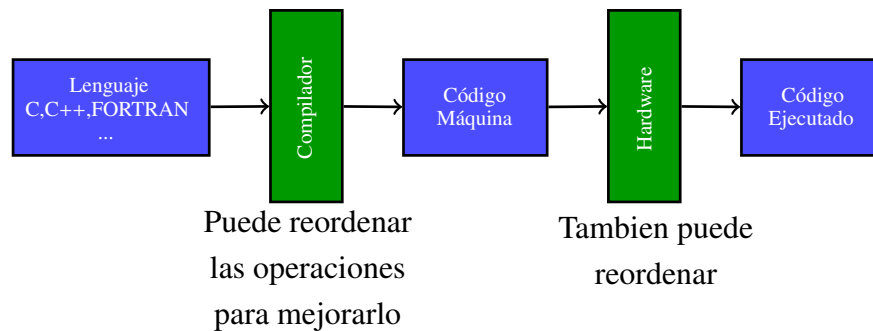 Lenguaje
C,C++,FORTRAN
...
Compilador
Código
Máquina
Hardware
Código
Ejecutado
Puede reordenar
las operaciones
para mejorarlo
Tambien puede
reordenar